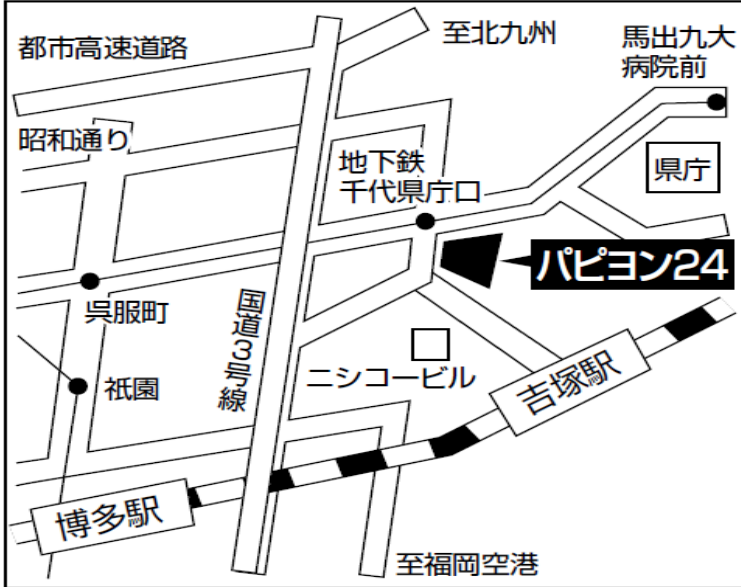 都市高速道路
至北九州
馬出九大
病院前
昭和通り
地下鉄
千代県庁口
県庁
パピヨン24
呉服町
国道3号線
ニシコービル
祇園
吉塚駅
博多駅
至福岡空港